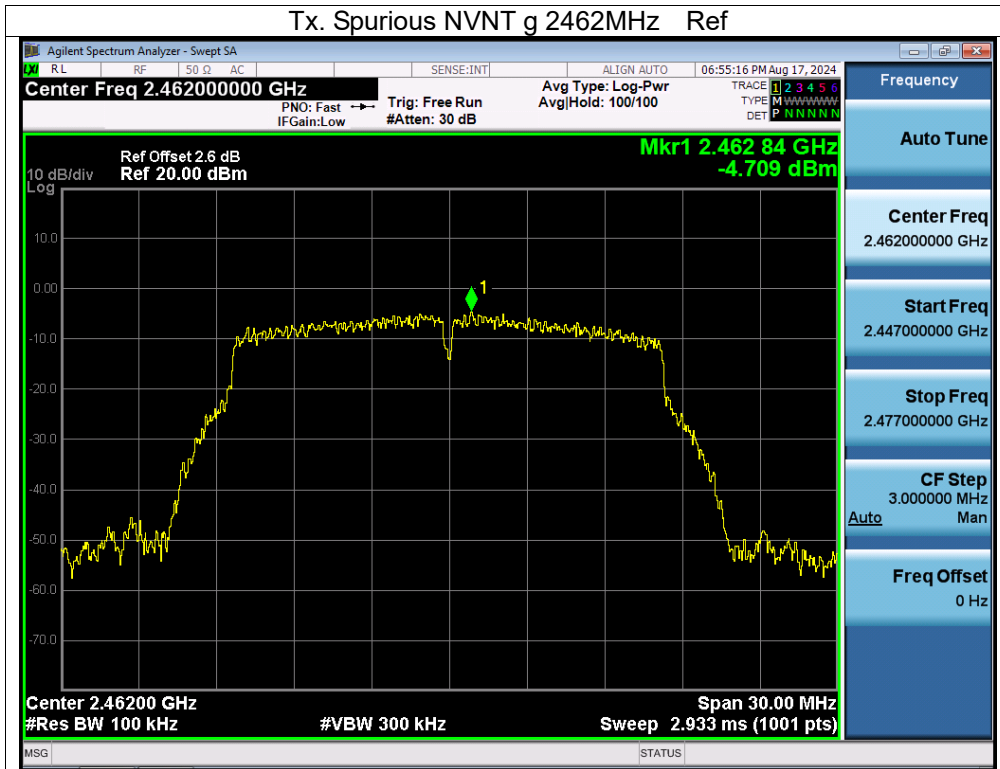 Tx. Spurious NVNT g 2462MHz Ref
Agilent Spectrum Analyzer - Swept SA
LXI RL RF 50 Ω AC SENSE:INT ALIGN AUTO 06:55:16 PM Aug 17, 2024
Center Freq 2.462000000 GHz
PNO: Fast
IFGain:Low
Trig: Free Run
#Atten: 30 dB
Avg Type: Log-Pwr
Avg|Hold: 100/100
TRACE 1 2 3 4 5 6
TYPE M WWWWW
DET P NNNNN
Mkr1 2.462 84 GHz
-4.709 dBm
Ref Offset 2.6 dB
Ref 20.00 dBm
10 dB/div
Log
10.0
0.00
-10.0
-20.0
-30.0
-40.0
-50.0
-60.0
-70.0
1
Center 2.46200 GHz
Span 30.00 MHz
#Res BW 100 kHz
#VBW 300 kHz
Sweep 2.933 ms (1001 pts)
MSG
STATUS
Frequency
Auto Tune
Center Freq
2.462000000 GHz
Start Freq
2.447000000 GHz
Stop Freq
2.477000000 GHz
CF Step
3.000000 MHz
Auto Man
Freq Offset
0 Hz